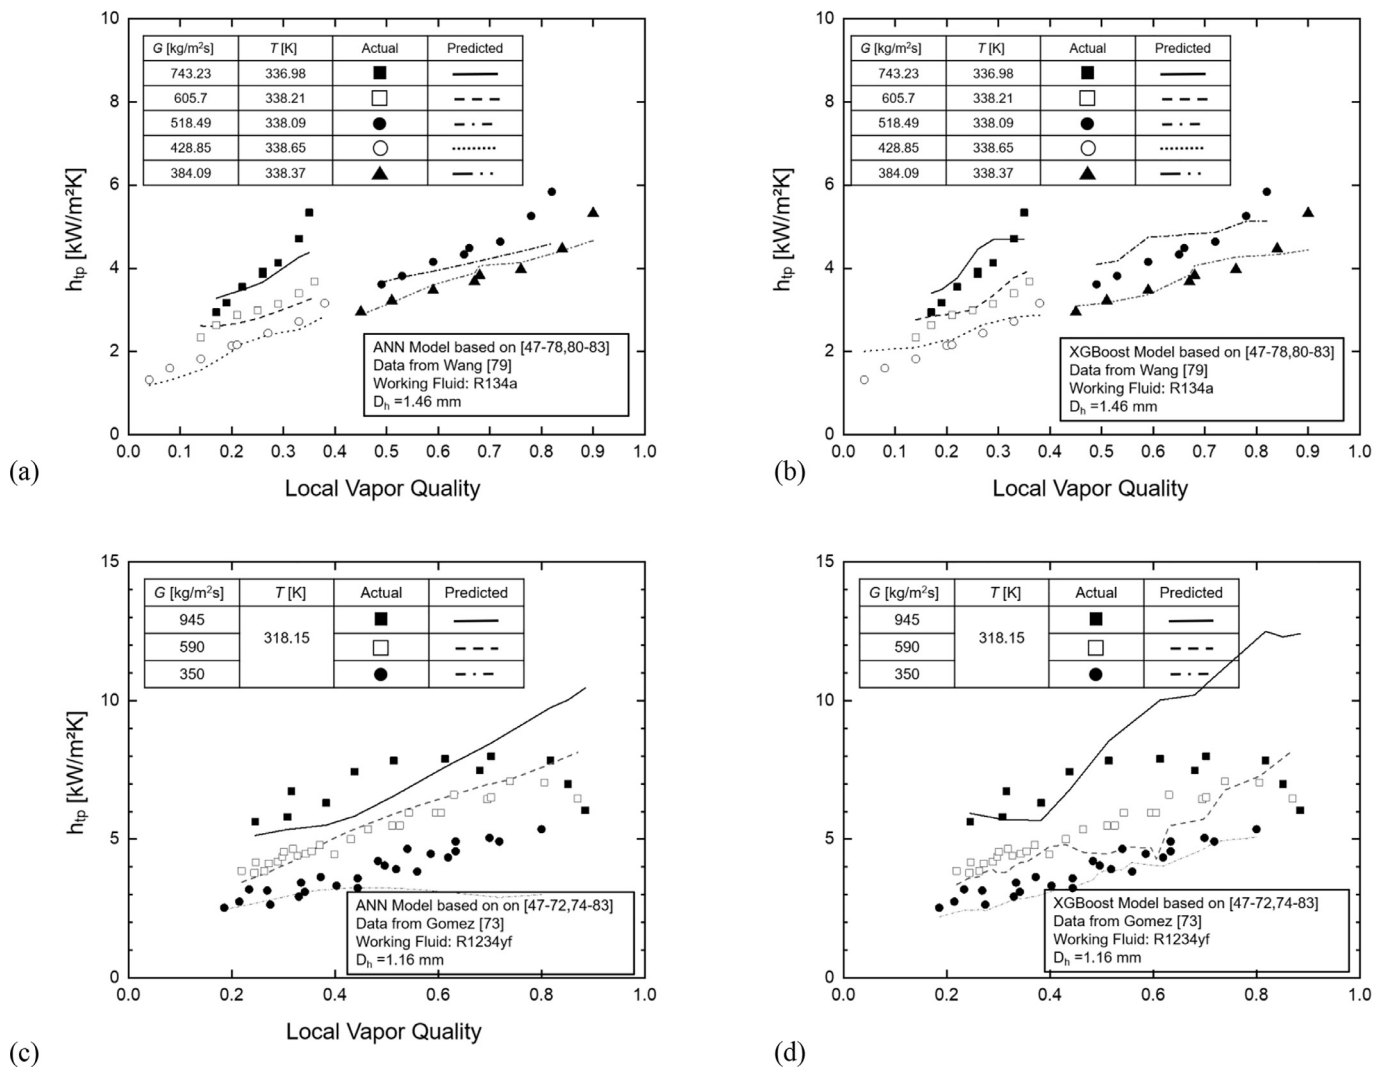 10
8
6
4
2
0
h_tp [kW/m²K]
G [kg/m²s] T [K] Actual Predicted
743.23 336.98
605.7 338.21
518.49 338.09
428.85 338.65
384.09 338.37
ANN Model based on [47-78,80-83]
Data from Wang [79]
Working Fluid: R134a
D_h =1.46 mm
0.0 0.1 0.2 0.3 0.4 0.5 0.6 0.7 0.8 0.9 1.0
Local Vapor Quality
(a)
10
8
6
4
2
0
h_tp [kW/m²K]
G [kg/m²s] T [K] Actual Predicted
743.23 336.98
605.7 338.21
518.49 338.09
428.85 338.65
384.09 338.37
XGBoost Model based on [47-78,80-83]
Data from Wang [79]
Working Fluid: R134a
D_h =1.46 mm
0.0 0.1 0.2 0.3 0.4 0.5 0.6 0.7 0.8 0.9 1.0
Local Vapor Quality
(b)
15
10
5
0
h_tp [kW/m²K]
G [kg/m²s] T [K] Actual Predicted
945
318.15
590
350
ANN Model based on on [47-72,74-83]
Data from Gomez [73]
Working Fluid: R1234yf
D_h =1.16 mm
0.0 0.2 0.4 0.6 0.8 1.0
Local Vapor Quality
(c)
15
10
5
0
h_tp [kW/m²K]
G [kg/m²s] T [K] Actual Predicted
945
318.15
590
350
XGBoost Model based on [47-72,74-83]
Data from Gomez [73]
Working Fluid: R1234yf
D_h =1.16 mm
0.0 0.2 0.4 0.6 0.8 1.0
Local Vapor Quality
(d)